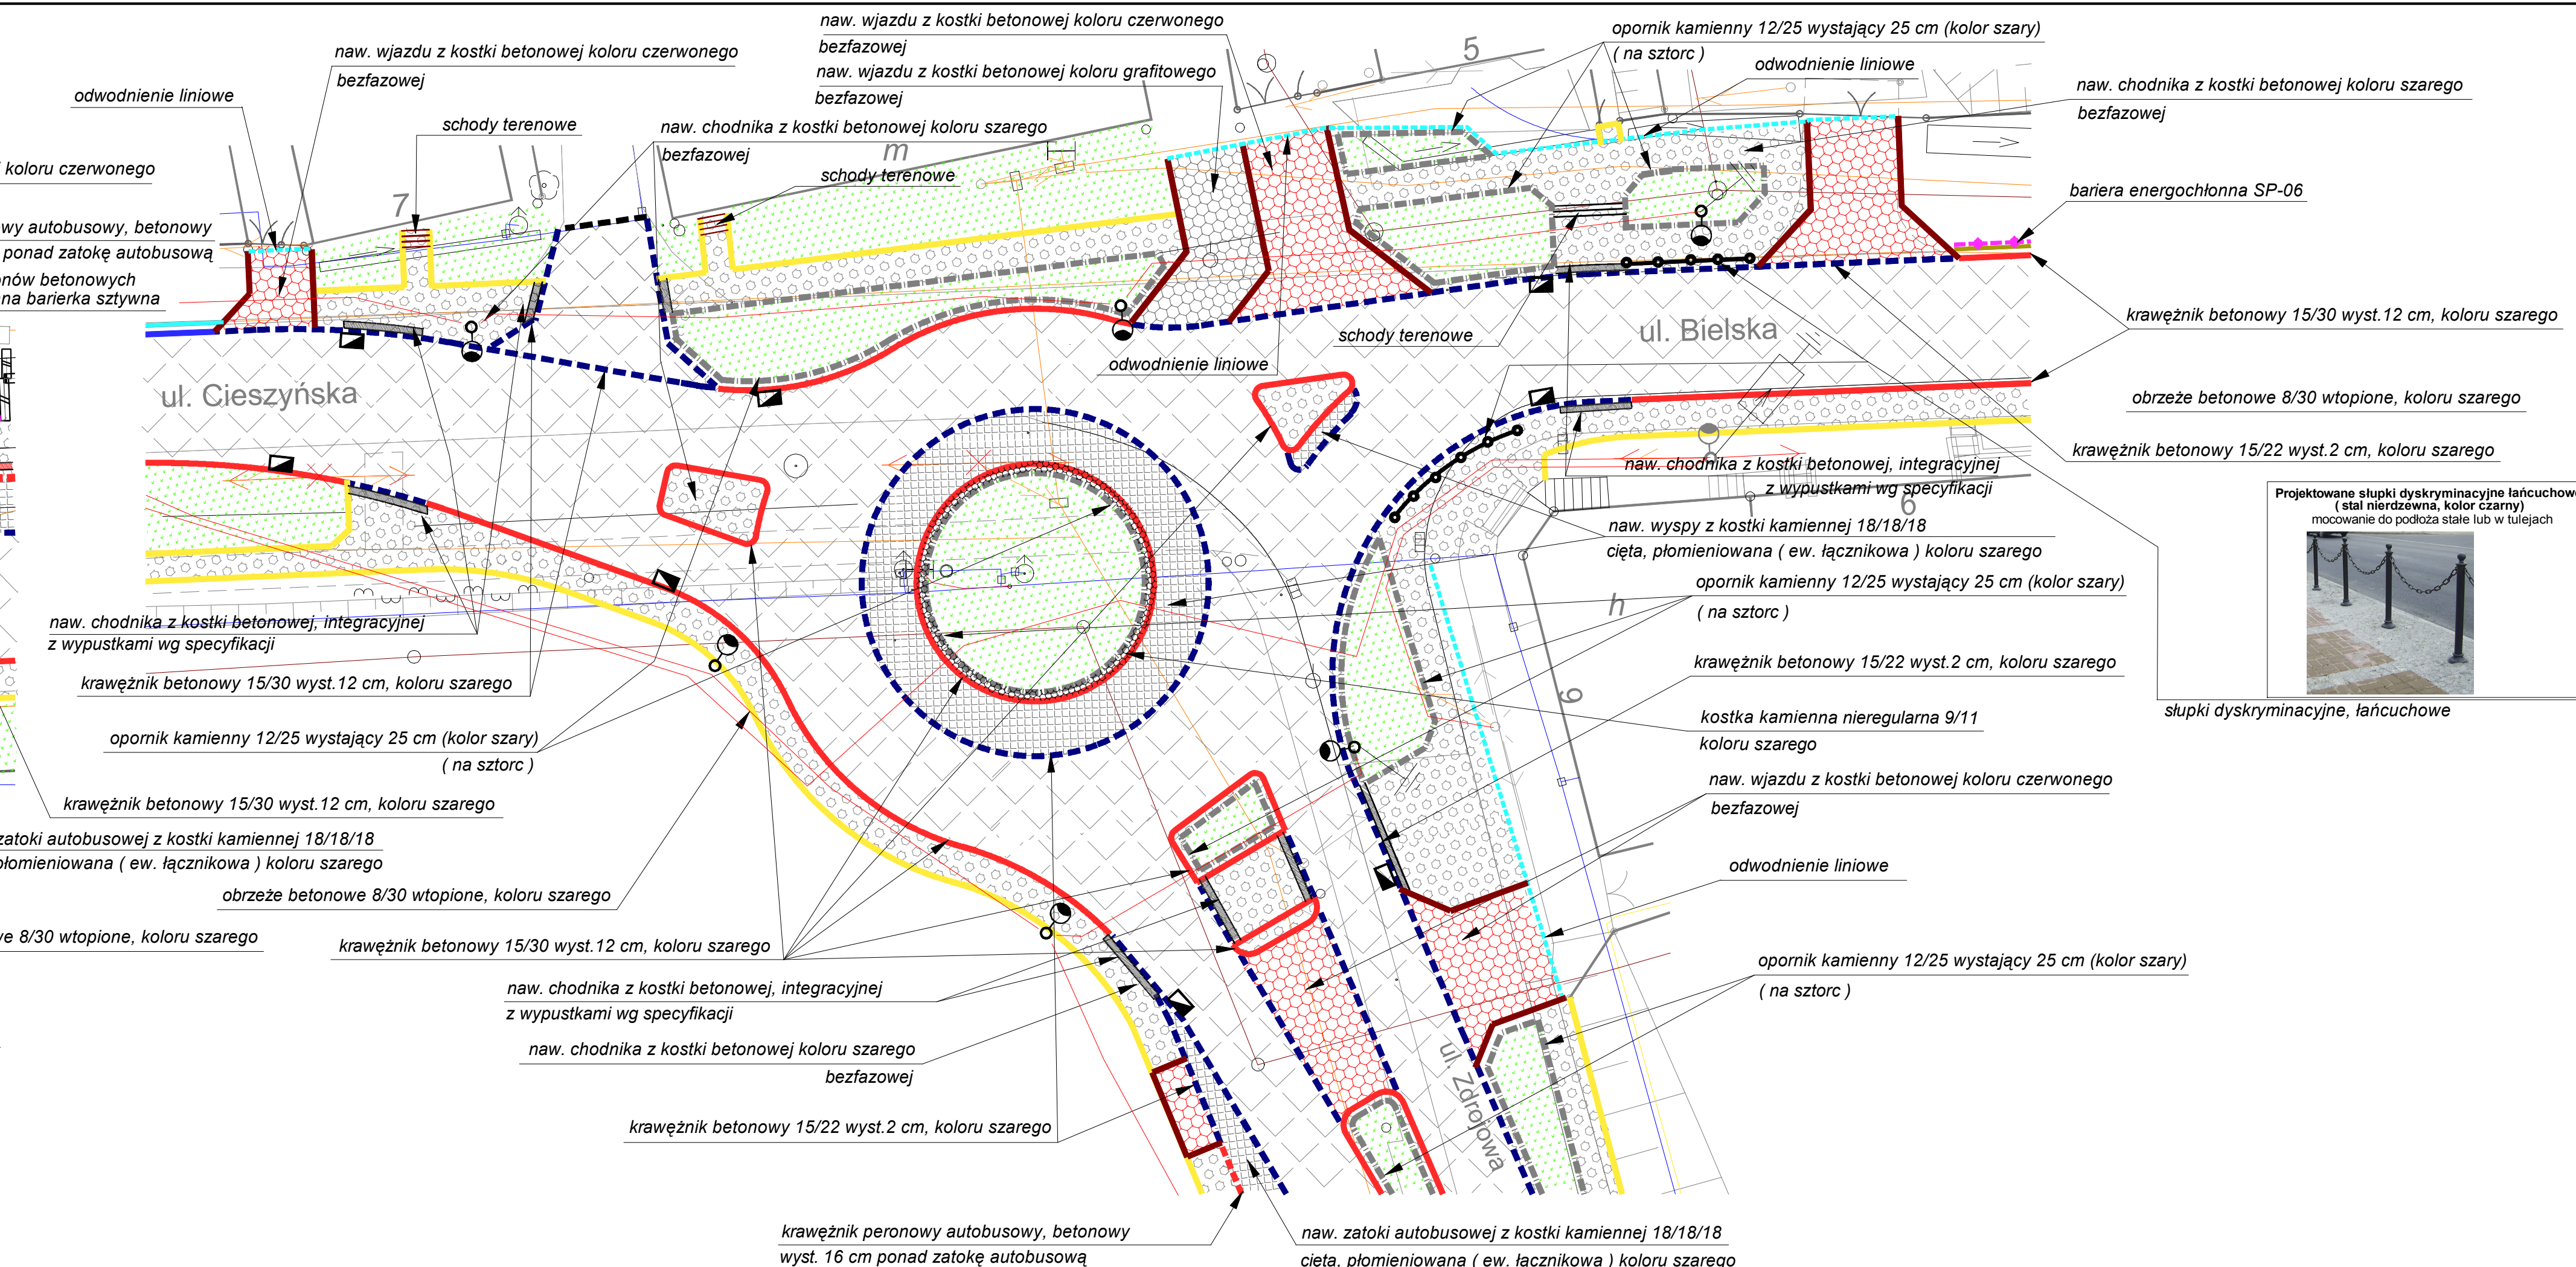 naw. wjazdu z kostki betonowej koloru czerwonego
bezfazowej
naw. wjazdu z kostki betonowej koloru grafitowego
bezfazowej
opornik kamienny 12/25 wystający 25 cm (kolor szary)
( na sztorc )
naw. wjazdu z kostki betonowej koloru czerwonego
bezfazowej
odwodnienie liniowe
odwodnienie liniowe
naw. chodnika z kostki betonowej koloru szarego
bezfazowej
schody terenowe
naw. chodnika z kostki betonowej koloru szarego
bezfazowej
schody terenowe
m
5
7
koloru czerwonego
wy autobusowy, betonowy
ponad zatokę autobusową
onów betonowych
na barierka sztywna
bariera energochłonna SP-06
ul. Cieszyńska
ul. Bielska
schody terenowe
odwodnienie liniowe
krawężnik betonowy 15/30 wyst.12 cm, koloru szarego
obrzeże betonowe 8/30 wtopione, koloru szarego
krawężnik betonowy 15/22 wyst.2 cm, koloru szarego
naw. chodnika z kostki betonowej, integracyjnej
z wypustkami wg specyfikacji
6
Projektowane słupki dyskryminacyjne łańcuchowe
( stal nierdzewna, kolor czarny)
mocowanie do podłoża stałe lub w tulejach
naw. wyspy z kostki kamiennej 18/18/18
cięta, płomieniowana ( ew. łącznikowa ) koloru szarego
opornik kamienny 12/25 wystający 25 cm (kolor szary)
( na sztorc )
h
9
naw. chodnika z kostki betonowej, integracyjnej
z wypustkami wg specyfikacji
krawężnik betonowy 15/30 wyst.12 cm, koloru szarego
krawężnik betonowy 15/22 wyst.2 cm, koloru szarego
kostka kamienna nieregularna 9/11
koloru szarego
słupki dyskryminacyjne, łańcuchowe
opornik kamienny 12/25 wystający 25 cm (kolor szary)
( na sztorc )
naw. wjazdu z kostki betonowej koloru czerwonego
bezfazowej
krawężnik betonowy 15/30 wyst.12 cm, koloru szarego
zatoki autobusowej z kostki kamiennej 18/18/18
płomieniowana ( ew. łącznikowa ) koloru szarego
obrzeże betonowe 8/30 wtopione, koloru szarego
odwodnienie liniowe
we 8/30 wtopione, koloru szarego
krawężnik betonowy 15/30 wyst.12 cm, koloru szarego
opornik kamienny 12/25 wystający 25 cm (kolor szary)
( na sztorc )
naw. chodnika z kostki betonowej, integracyjnej
z wypustkami wg specyfikacji
naw. chodnika z kostki betonowej koloru szarego
bezfazowej
ul. Zdrojowa
krawężnik betonowy 15/22 wyst.2 cm, koloru szarego
krawężnik peronowy autobusowy, betonowy
wyst. 16 cm ponad zatokę autobusową
naw. zatoki autobusowej z kostki kamiennej 18/18/18
cięta, płomieniowana ( ew. łącznikowa ) koloru szarego